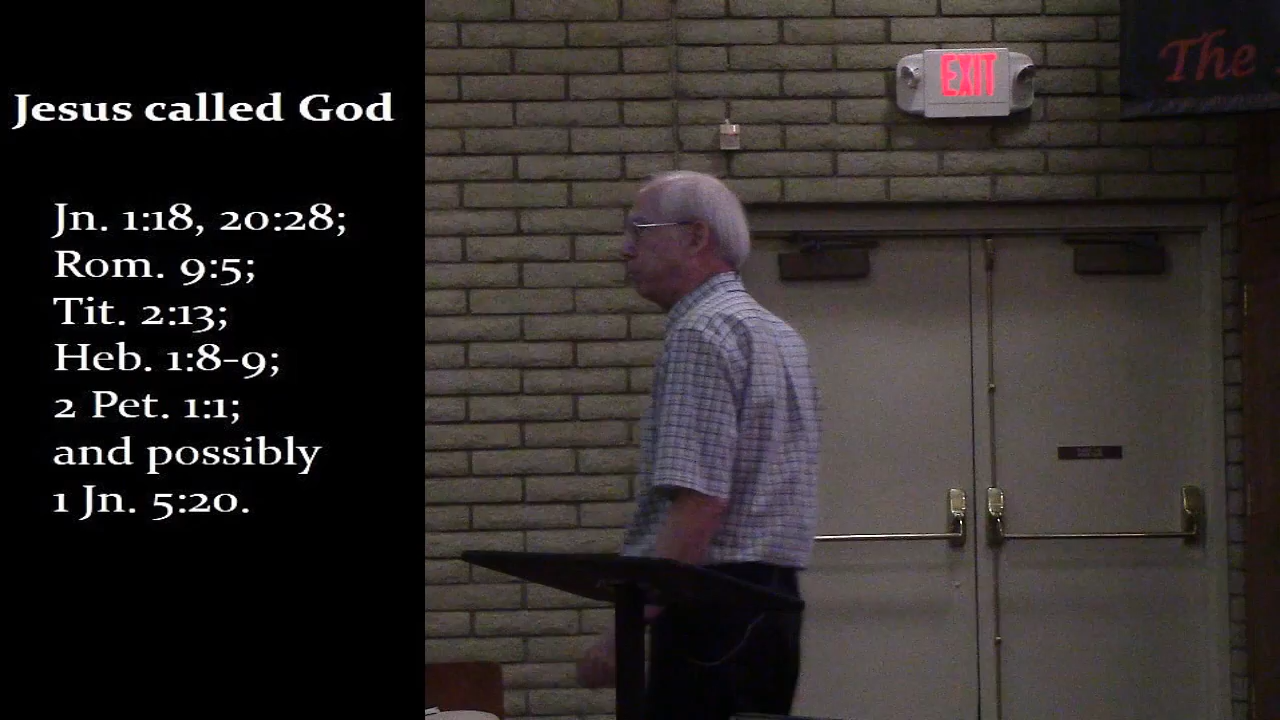 Jesus called God
Jn. 1:18, 20:28;
Rom. 9:5;
Tit. 2:13;
Heb. 1:8-9;
2 Pet. 1:1;
and possibly
1 Jn. 5:20.
EXIT
The